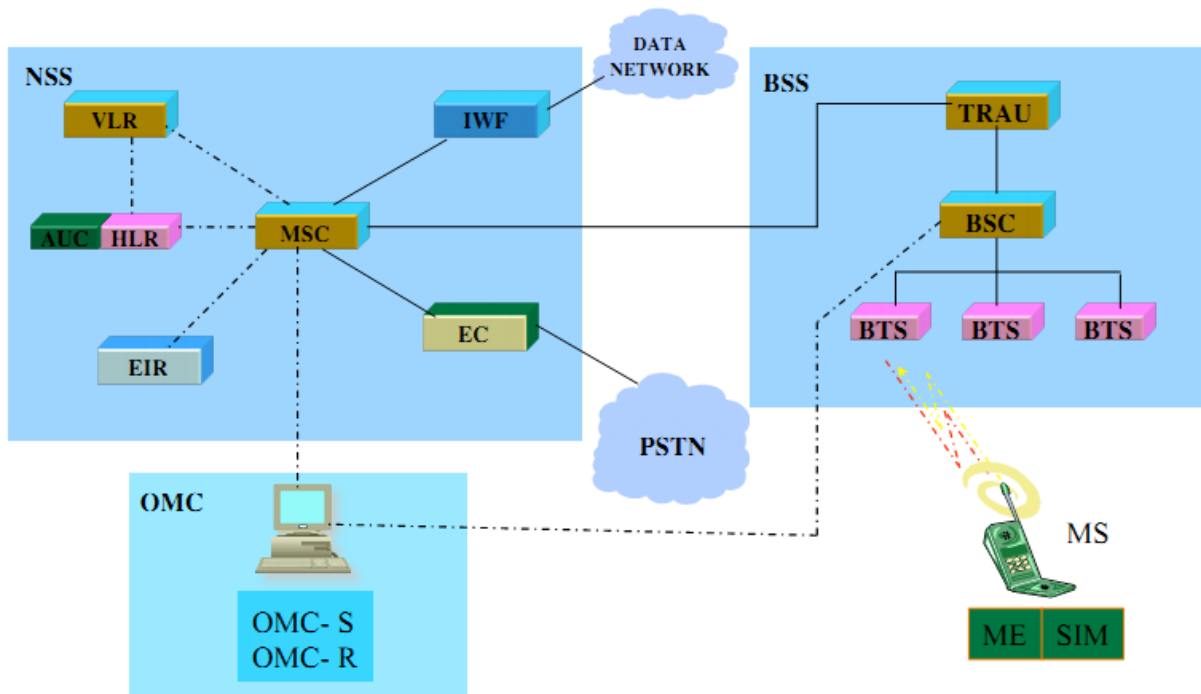 DATA
NETWORK
NSS
BSS
VLR
IWF
TRAU
AUC
HLR
MSC
BSC
EIR
EC
BTS
BTS
BTS
PSTN
OMC
MS
OMC- S
OMC- R
ME
SIM